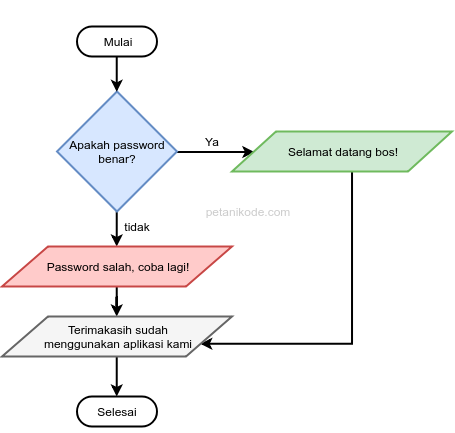 Mulai
Apakah password
benar?
Ya
Selamat datang bos!
petanikode.com
tidak
Password salah, coba lagi!
Terimakasih sudah
menggunakan aplikasi kami
Selesai